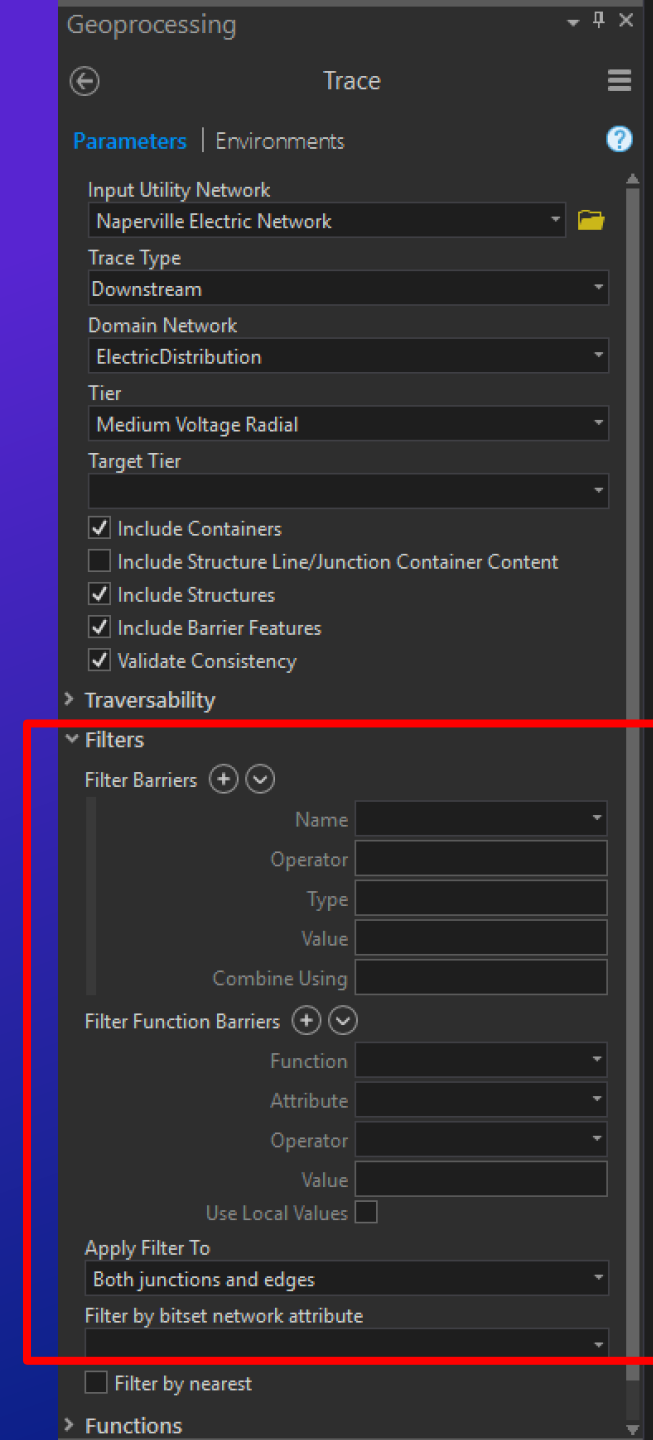 Geoprocessing
Trace
Parameters | Environments
?
Input Utility Network
Naperville Electric Network
Trace Type
Downstream
Domain Network
ElectricDistribution
Tier
Medium Voltage Radial
Target Tier
Include Containers
Include Structure Line/Junction Container Content
Include Structures
Include Barrier Features
Validate Consistency
Traversability
Filters
Filter Barriers
Name
Operator
Type
Value
Combine Using
Filter Function Barriers
Function
Attribute
Operator
Value
Use Local Values
Apply Filter To
Both junctions and edges
Filter by bitset network attribute
Filter by nearest
Functions